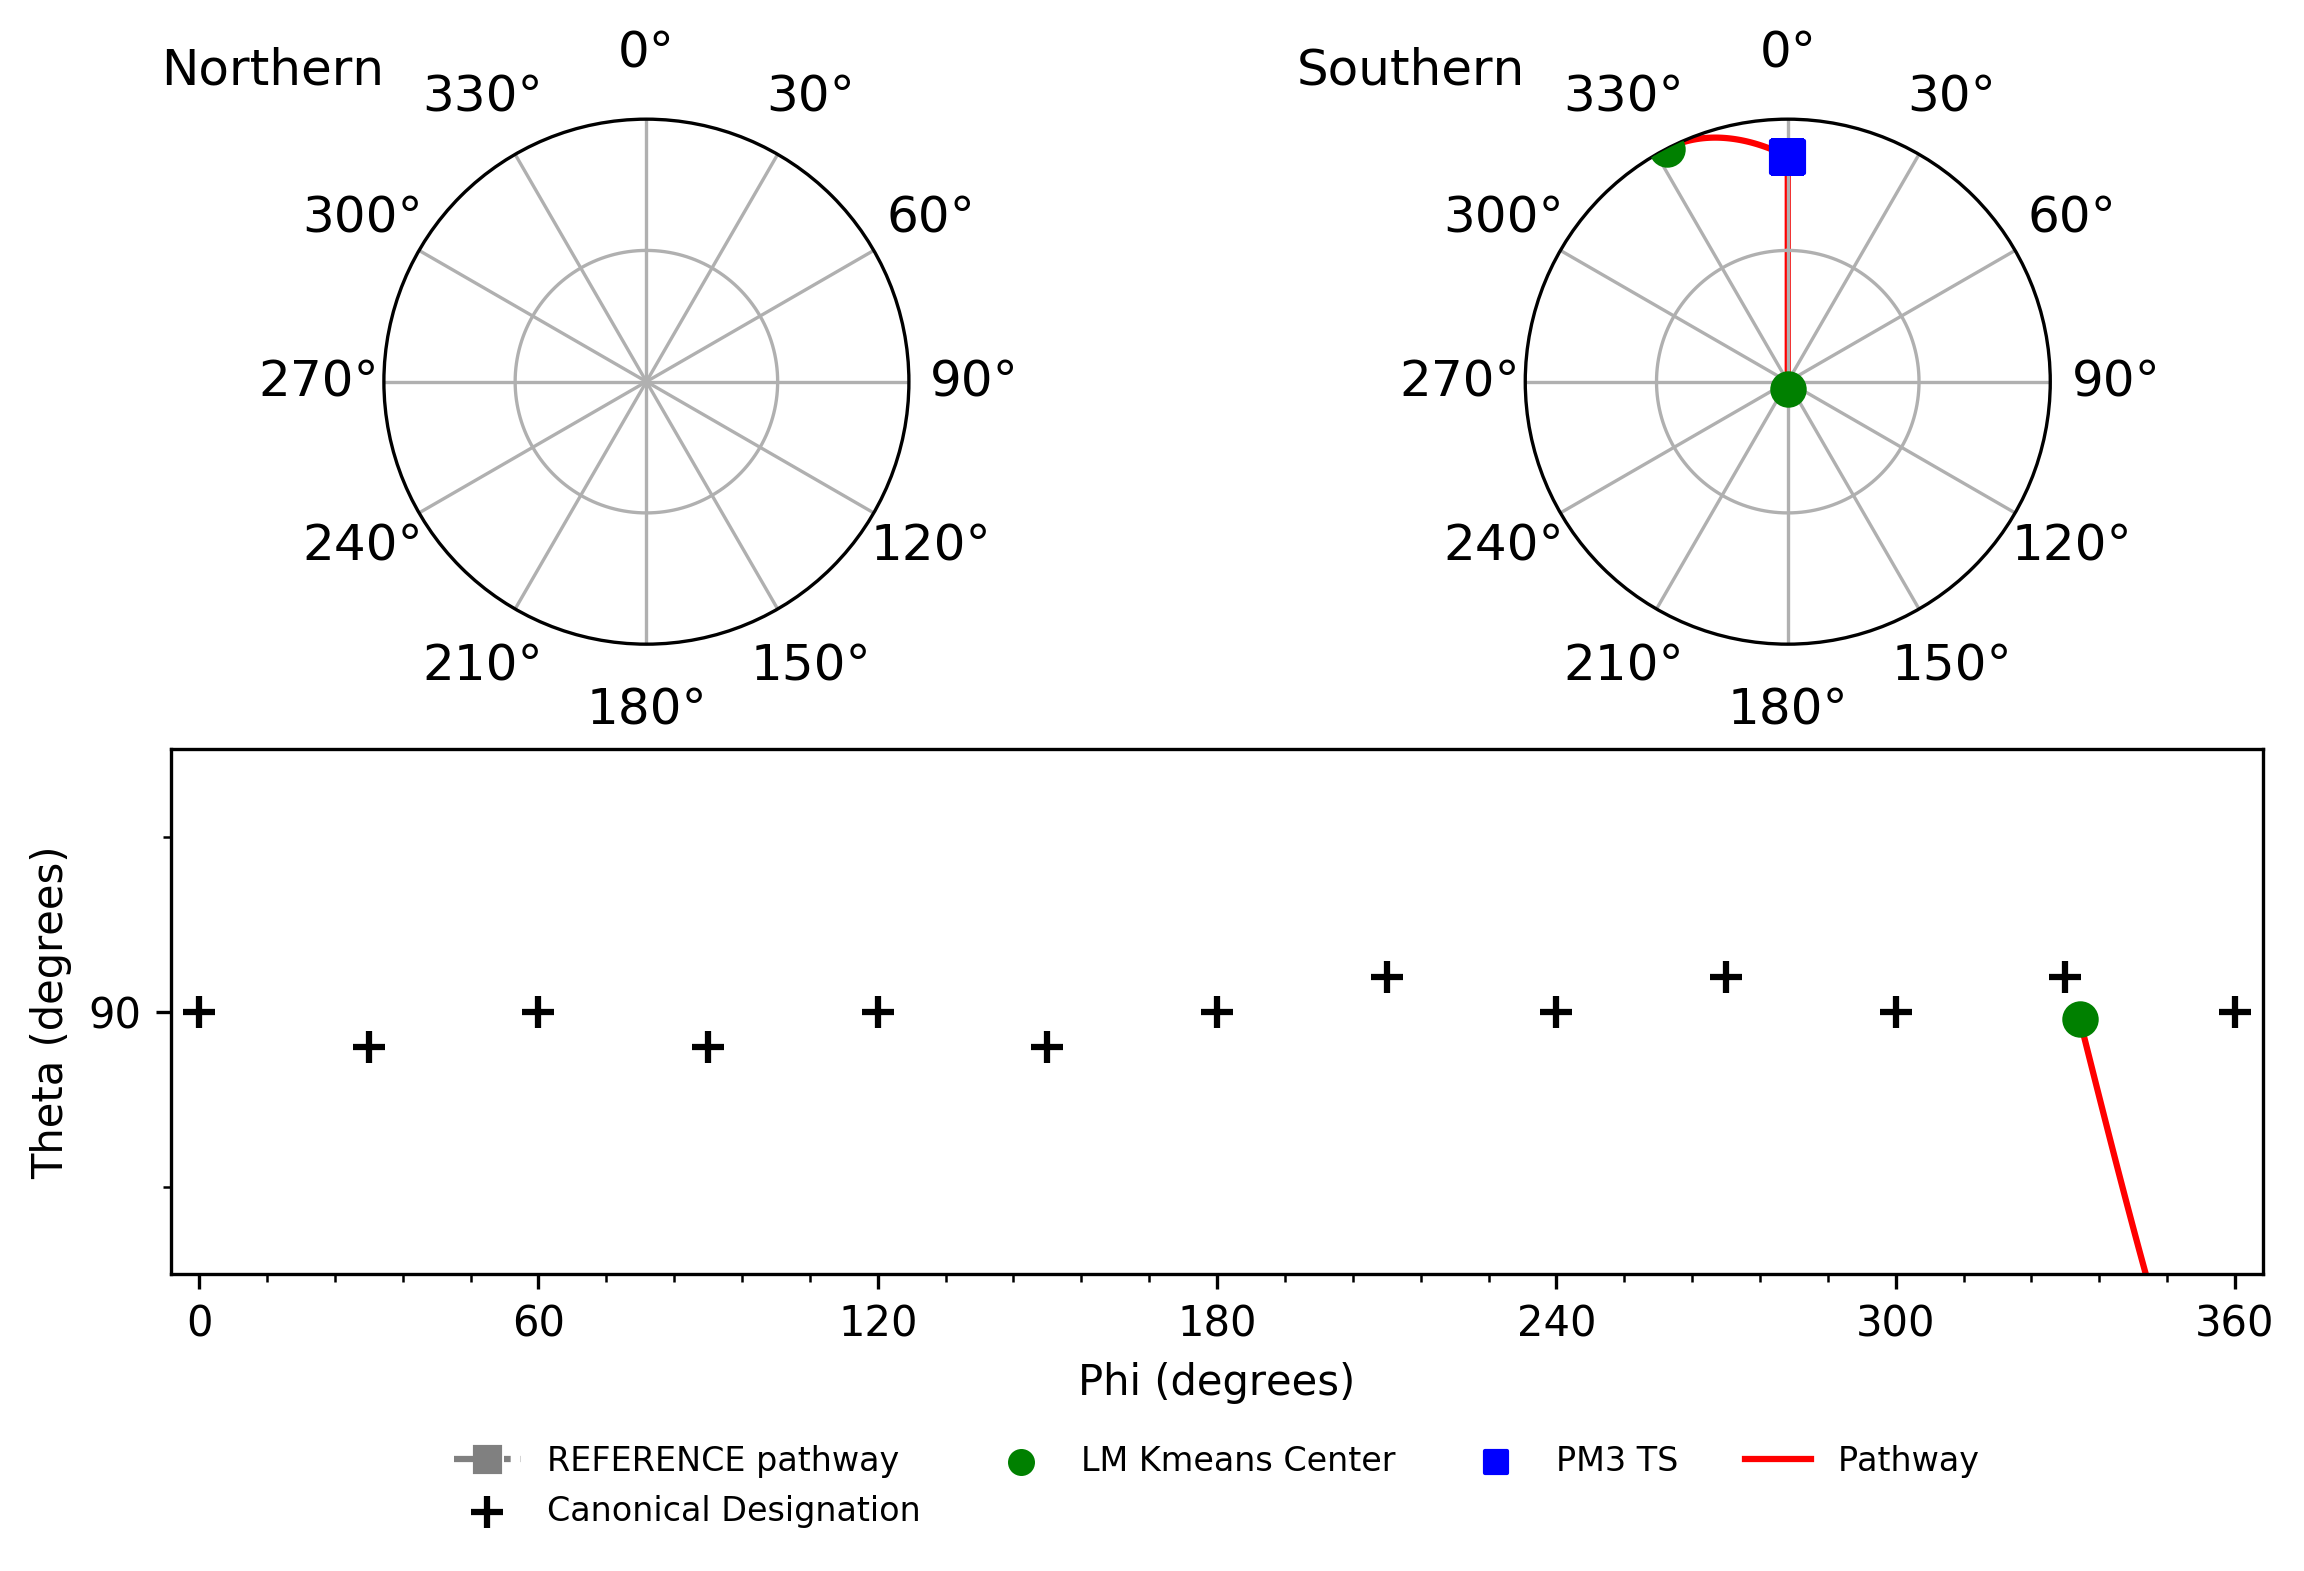 Northern
0°
30°
60°
90°
120°
150°
180°
210°
240°
270°
300°
330°
Southern
0°
30°
60°
90°
120°
150°
180°
210°
240°
270°
300°
330°
Theta (degrees)
90
0 60 120 180 240 300 360
Phi (degrees)
REFERENCE pathway
Canonical Designation
LM Kmeans Center
PM3 TS
Pathway